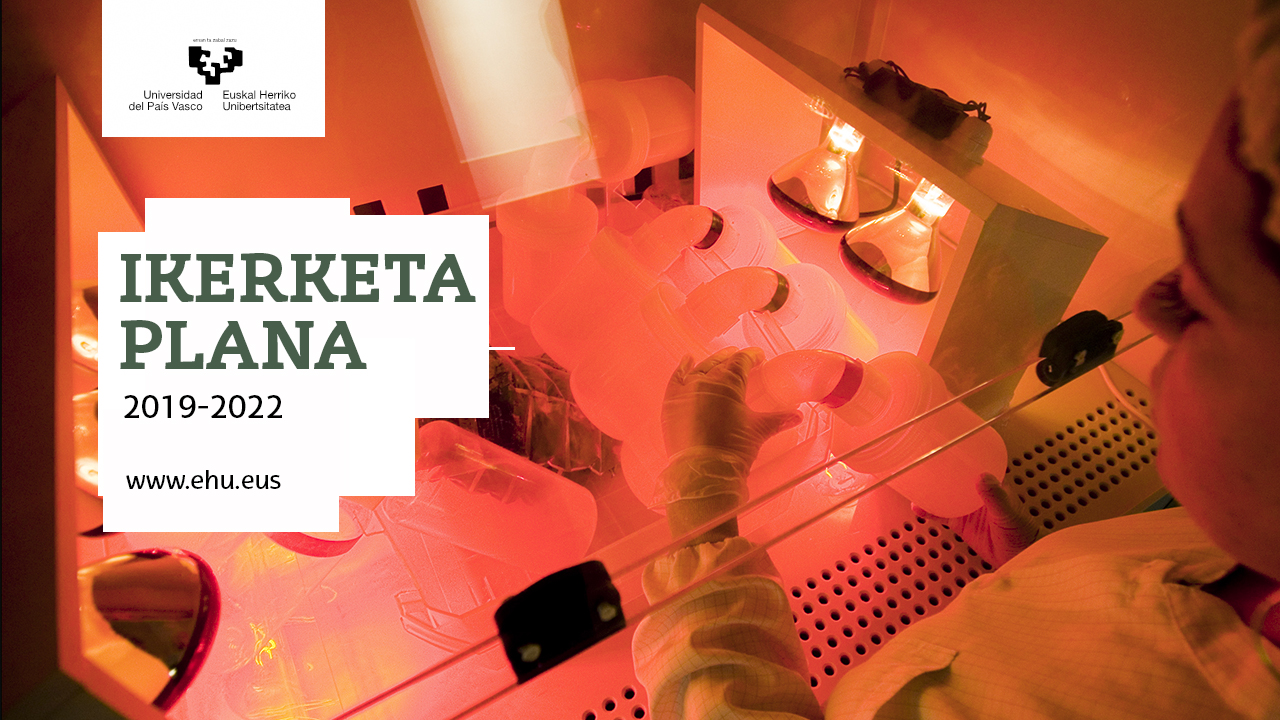 eman ta zabal zazu
Universidad
del País Vasco
Euskal Herriko
Unibertsitatea
IKERKETA
PLANA
2019-2022
www.ehu.eus